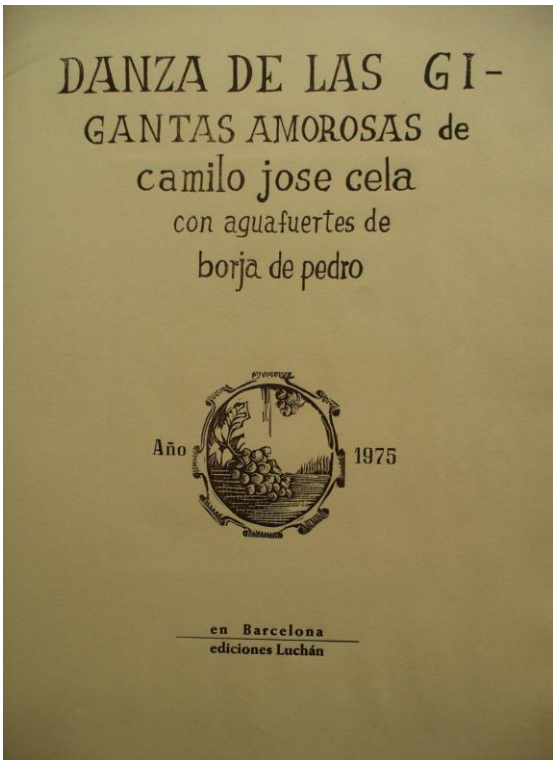 DANZA DE LAS GI-
GANTAS AMOROSAS de
camilo jose cela
con aguafuertes de
borja de pedro
Año 1975
en Barcelona
ediciones Luchán